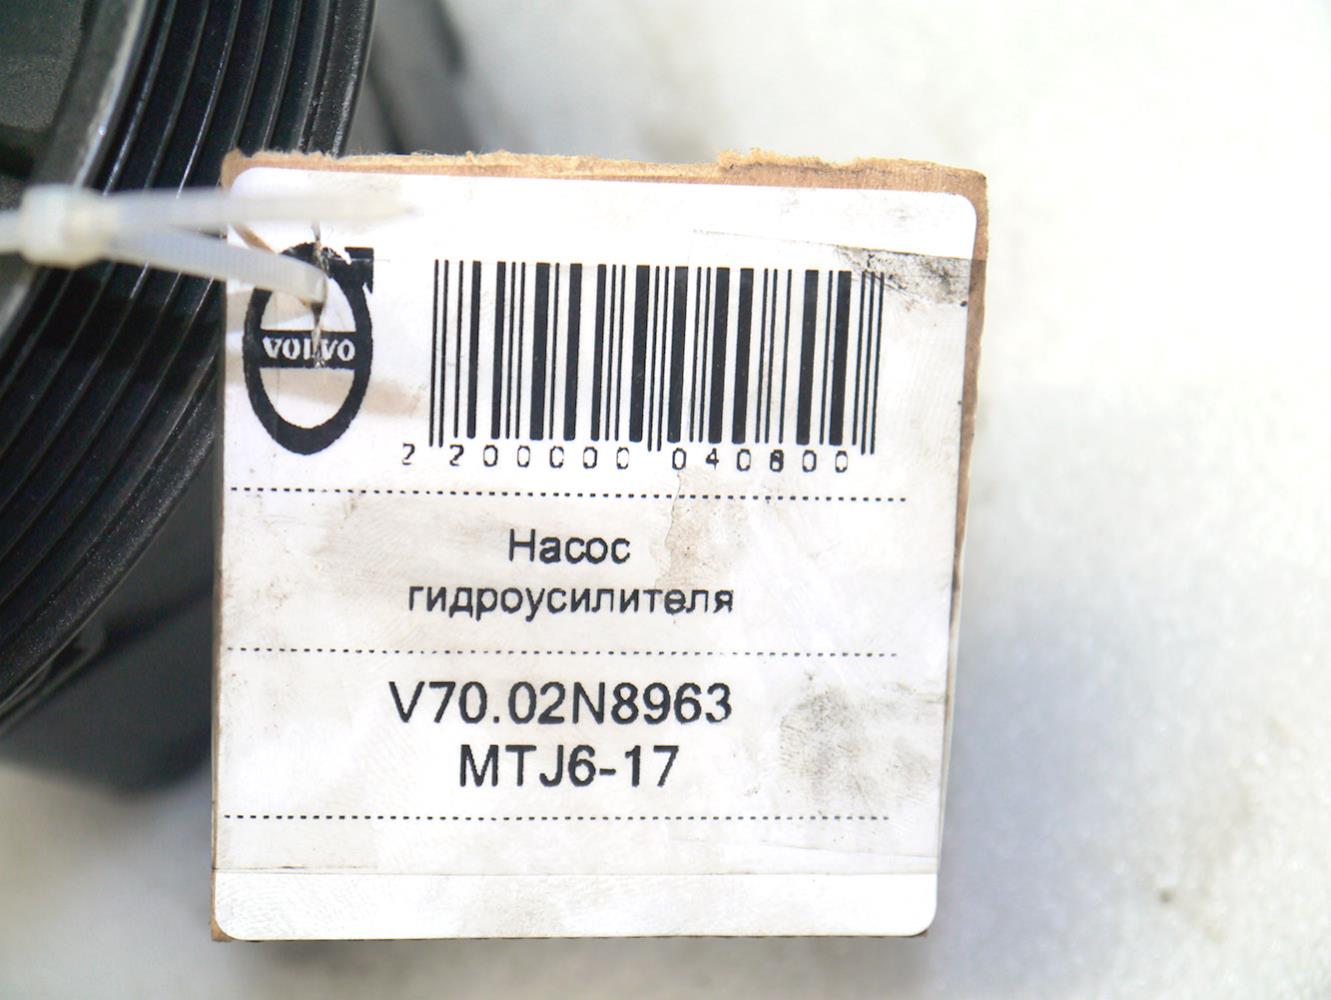 VOLVO
2 200000 040800
Насос
гидроусилителя
V70.02N8963
MTJ6-17